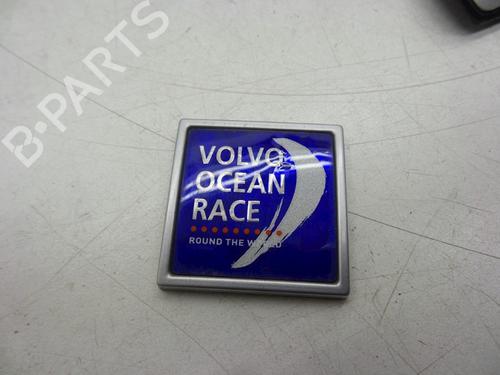 B-PARTS
VOLVO
OCEAN
RACE
ROUND THE WORLD